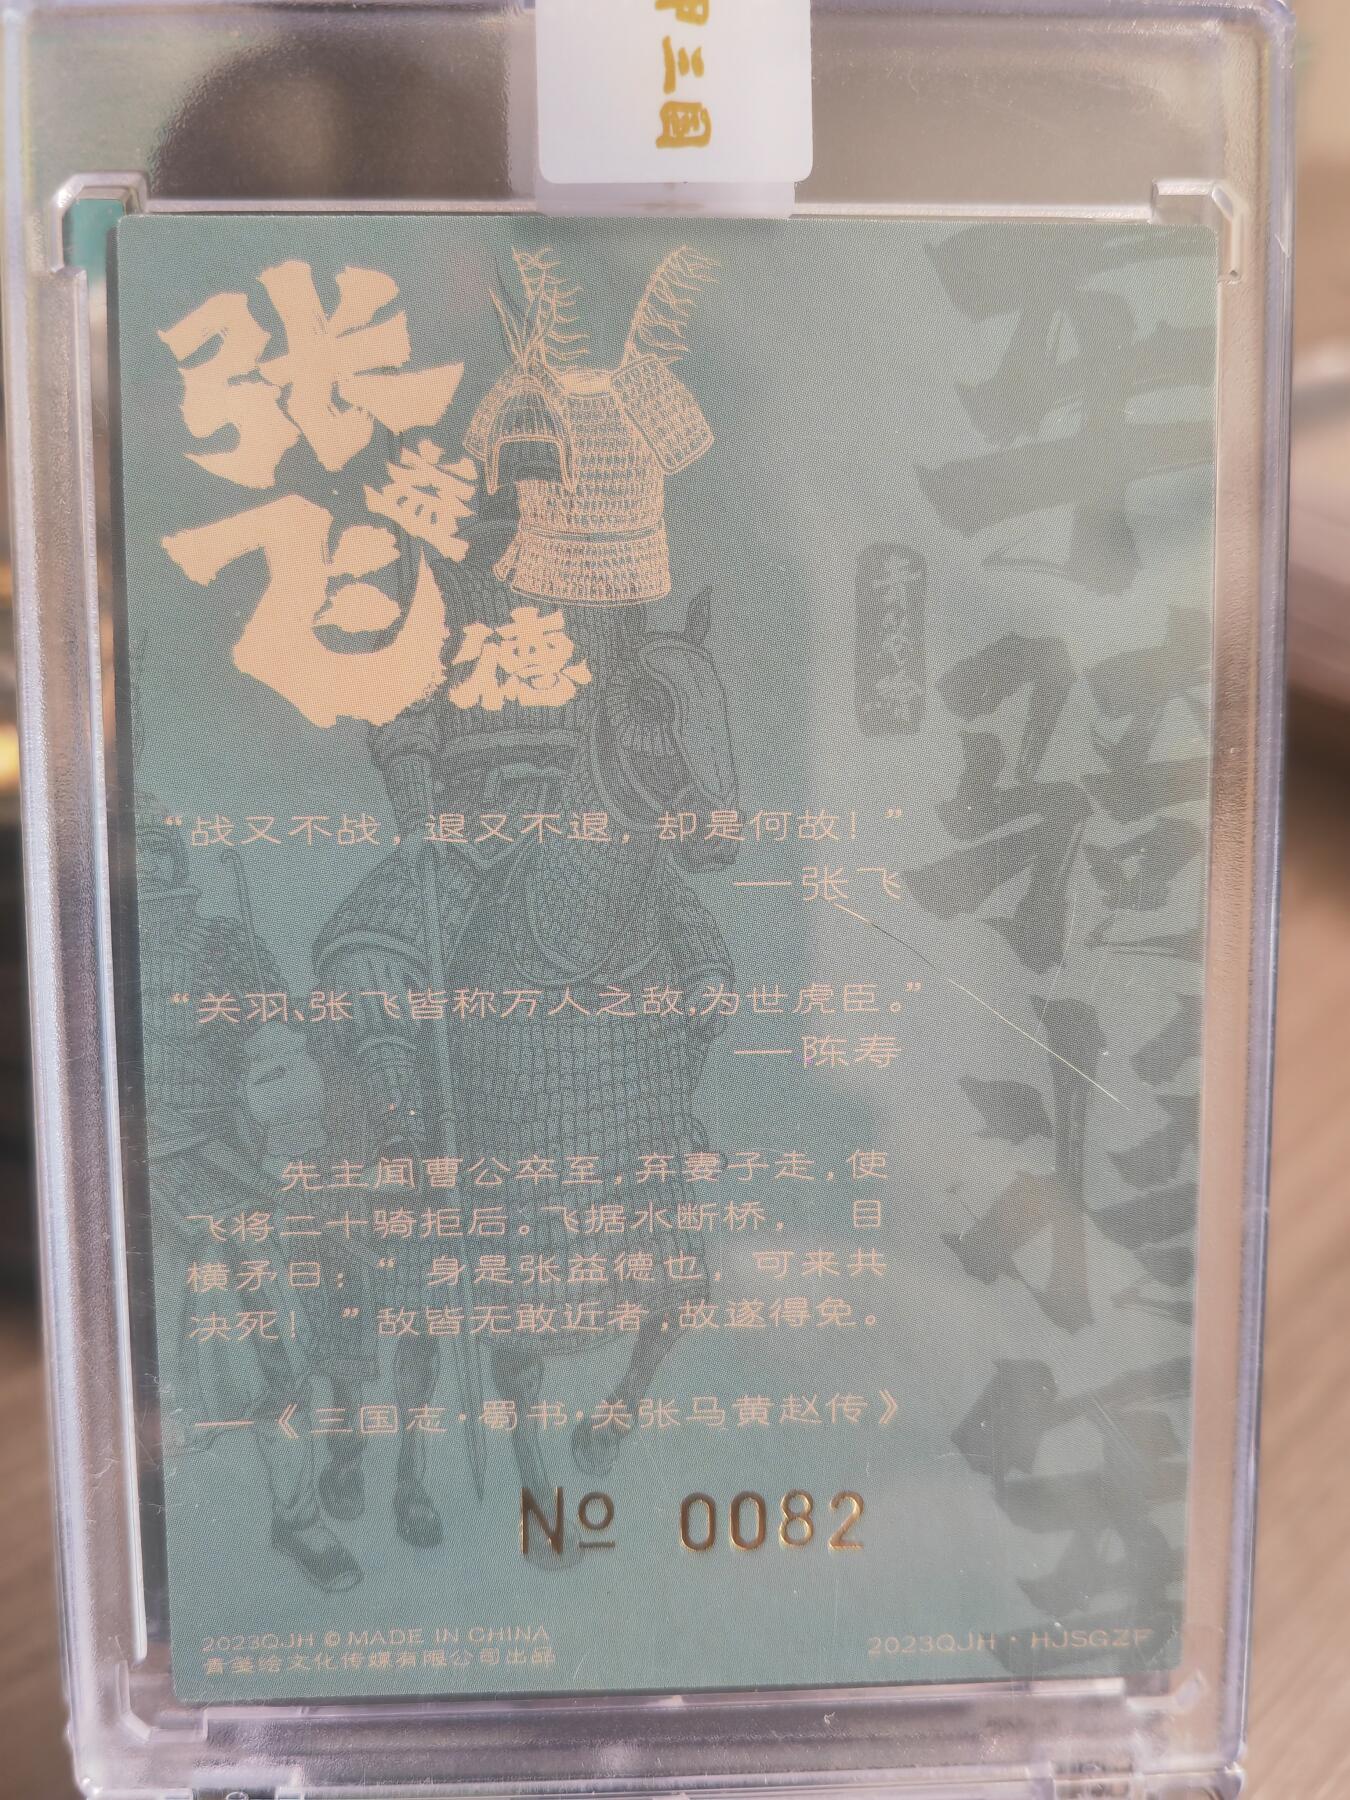 三国
张飞
益德
“战又不战，退又不退，却是何故！”
——张飞
“关羽、张飞皆称万人之敌,为世虎臣。”
——陈寿
先主闻曹公卒至,弃妻子走,使
飞将二十骑拒后。飞据水断桥, 目
横矛曰：“ 身是张益德也，可来共
决死！ ”敌皆无敢近者,故遂得免。
——《三国志·蜀书·关张马黄赵传》
No 0082
2023QJH © MADE IN CHINA
青笺绘文化传媒有限公司出品
2023QJH · HJSGZF